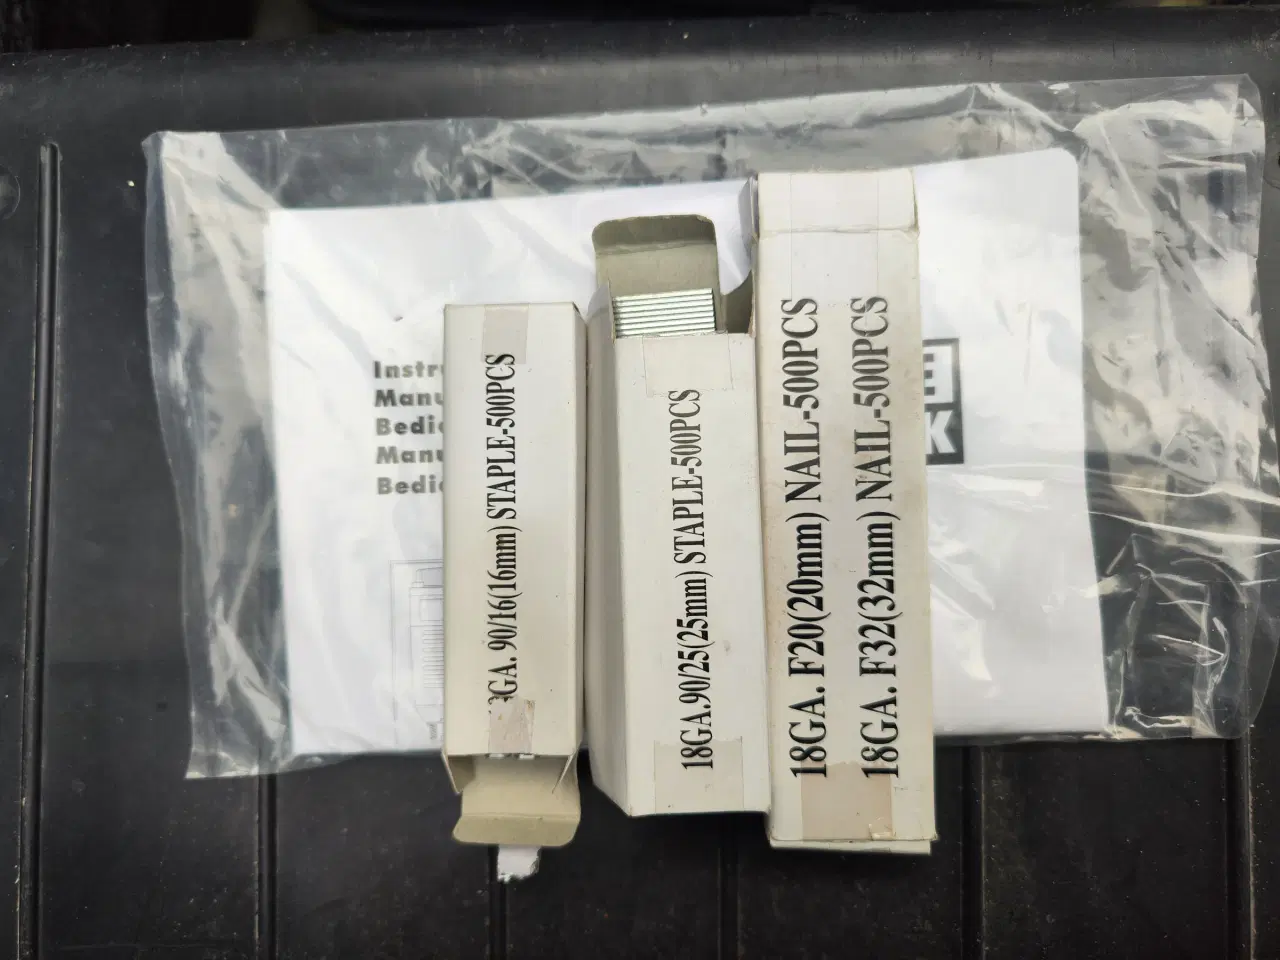 Instr
Manu
Bedie
Manu
Bedie
GA. 90/16(16mm) STAPLE-500PCS
18GA.90/25(25mm) STAPLE-500PCS
18GA. F20(20mm) NAIL-500PCS
18GA. F32(32mm) NAIL-500PCS
E
K